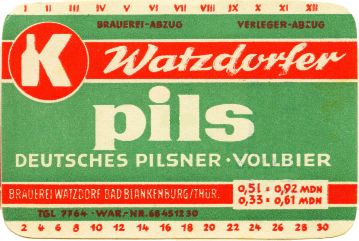 I II III IV V VI VII VIII IX X XI XII
BRAUEREI-ABZUG VERLEGER-ABZUG
K Watzdorfer
pils
DEUTSCHES PILSNER · VOLLBIER
BRAUEREI WATZDORF BAD BLANKENBURG/THÜR.
0,5 l = 0,92 MDN
0,33 = 0,61 MDN
TGL 7764 · WAR.-NR. 68451230
2 4 6 8 10 12 14 16 18 20 22 24 26 28 30